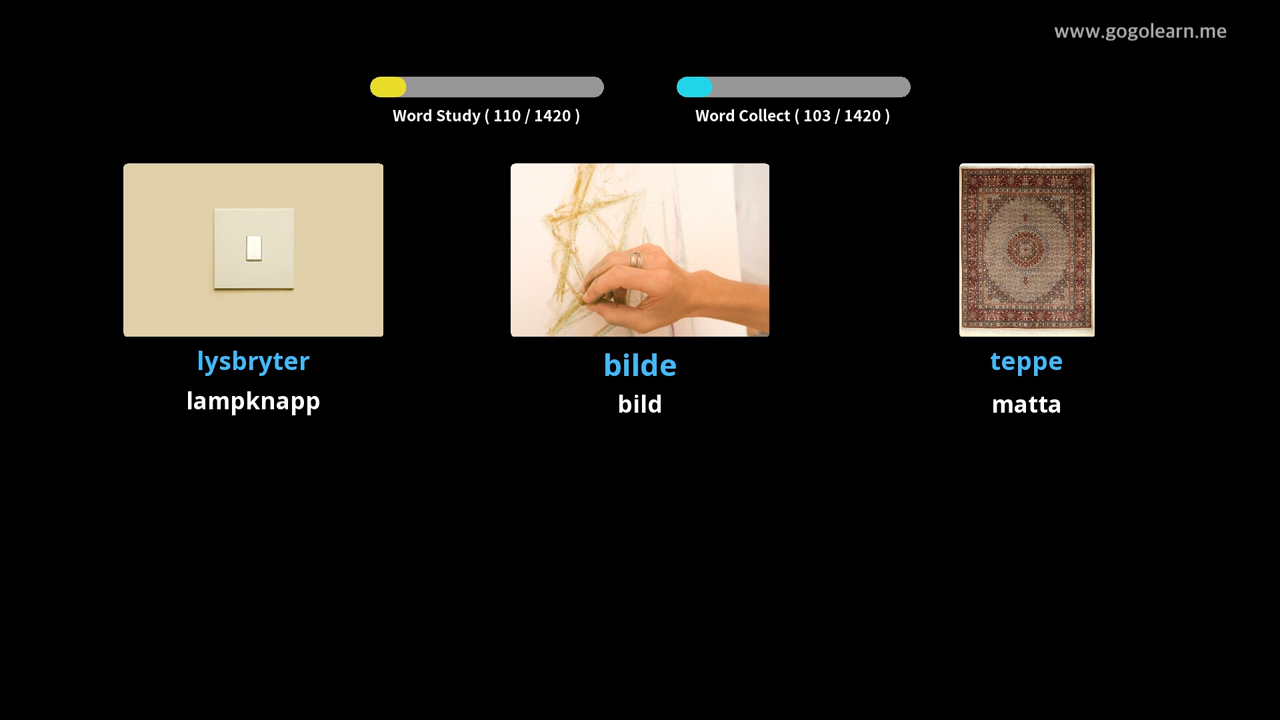 www.gogolearn.me
Word Study ( 110 / 1420 )
Word Collect ( 103 / 1420 )
lysbryter
lampknapp
bilde
bild
teppe
matta